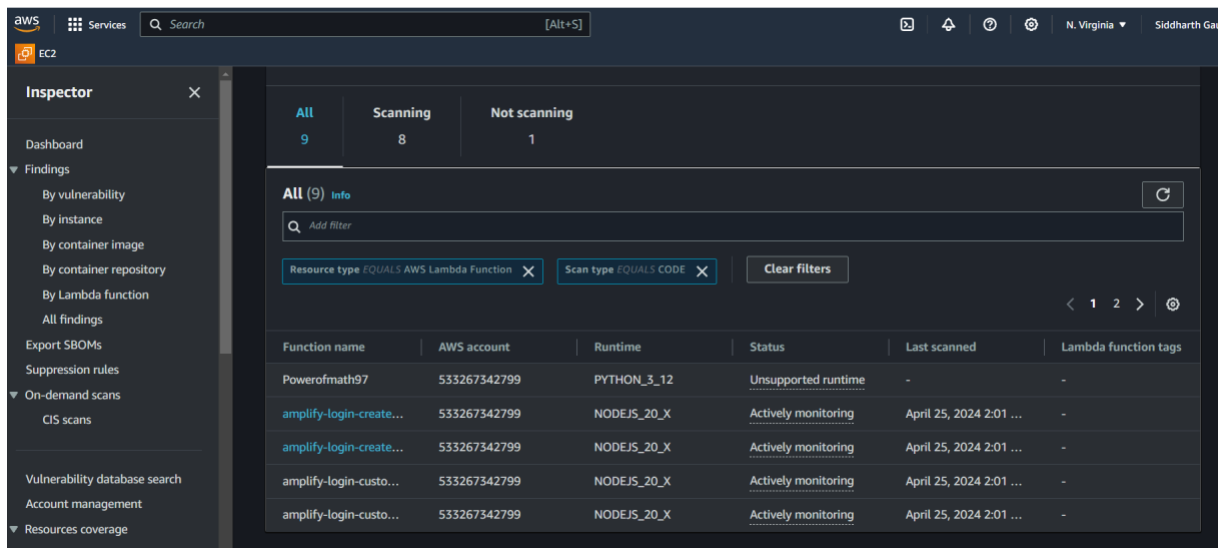 aws
Services
Search
[Alt+S]
N. Virginia
Siddharth Gau
EC2
Inspector
Dashboard
Findings
By vulnerability
By instance
By container image
By container repository
By Lambda function
All findings
Export SBOMs
Suppression rules
On-demand scans
CIS scans
Vulnerability database search
Account management
Resources coverage
All Scanning Not scanning
9 8 1
All (9) Info
Add filter
Resource type EQUALS AWS Lambda Function
Scan type EQUALS CODE
Clear filters
1 2
Function name AWS account Runtime Status Last scanned Lambda function tags
Powerofmath97 533267342799 PYTHON_3_12 Unsupported runtime - -
amplify-login-create... 533267342799 NODEJS_20_X Actively monitoring April 25, 2024 2:01 ... -
amplify-login-create... 533267342799 NODEJS_20_X Actively monitoring April 25, 2024 2:01 ... -
amplify-login-custo... 533267342799 NODEJS_20_X Actively monitoring April 25, 2024 2:01 ... -
amplify-login-custo... 533267342799 NODEJS_20_X Actively monitoring April 25, 2024 2:01 ... -